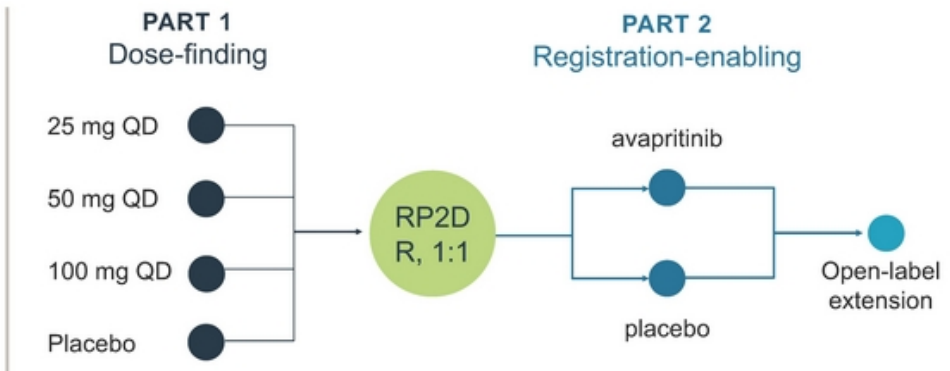 PART 1
Dose-finding
25 mg QD
50 mg QD
100 mg QD
Placebo
RP2D
R, 1:1
PART 2
Registration-enabling
avapritinib
placebo
Open-label
extension